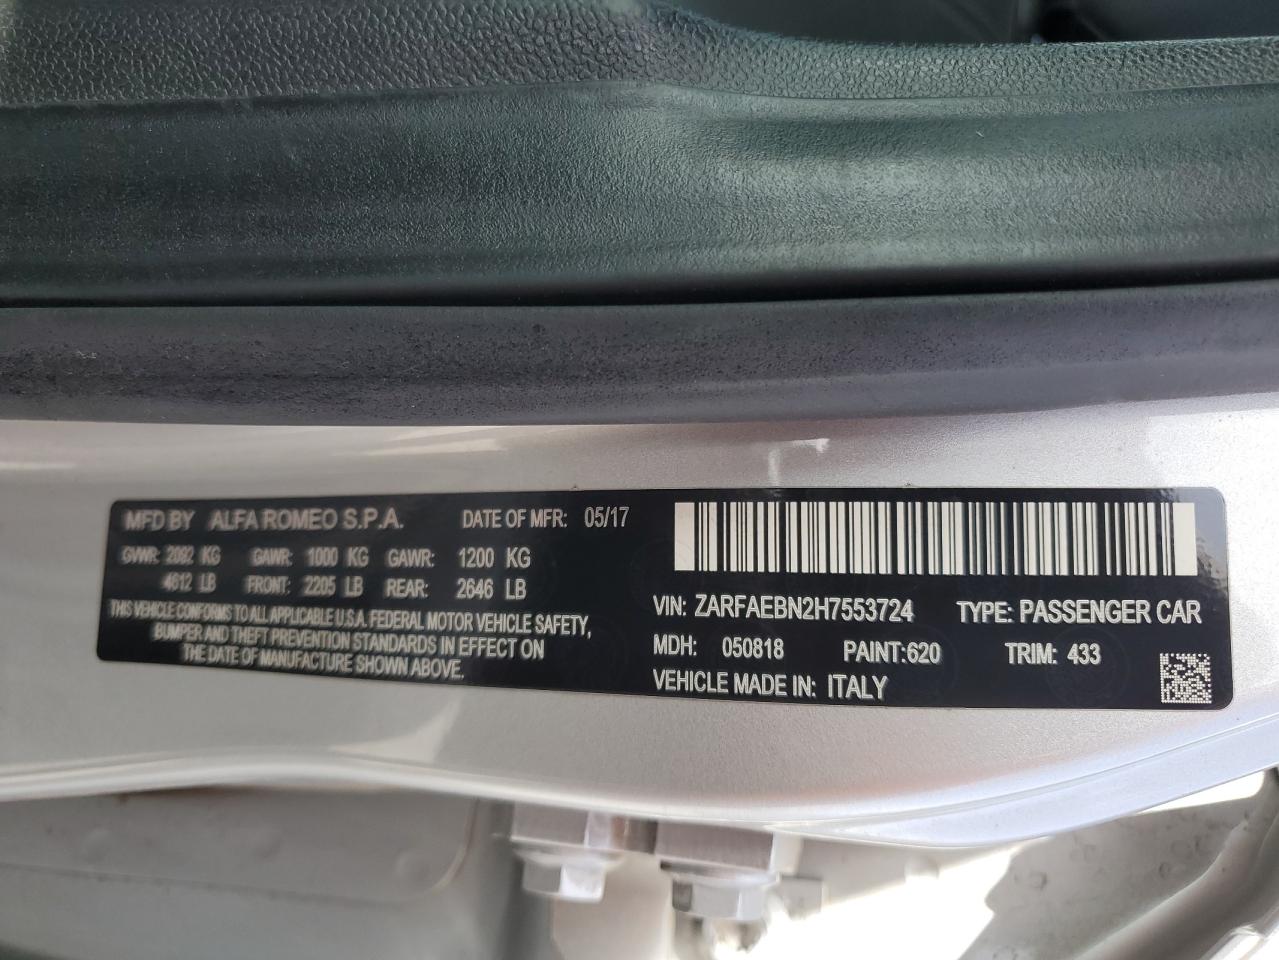 MFD BY ALFA ROMEO S.P.A. DATE OF MFR: 05/17
GVWR: 2092 KG GAWR: 1000 KG GAWR: 1200 KG
4612 LB FRONT: 2205 LB REAR: 2646 LB
THIS VEHICLE CONFORMS TO ALL APPLICABLE U.S.A. FEDERAL MOTOR VEHICLE SAFETY,
BUMPER AND THEFT PREVENTION STANDARDS IN EFFECT ON
THE DATE OF MANUFACTURE SHOWN ABOVE.
VIN: ZARFAEBN2H7553724 TYPE: PASSENGER CAR
MDH: 050818 PAINT:620 TRIM: 433
VEHICLE MADE IN: ITALY